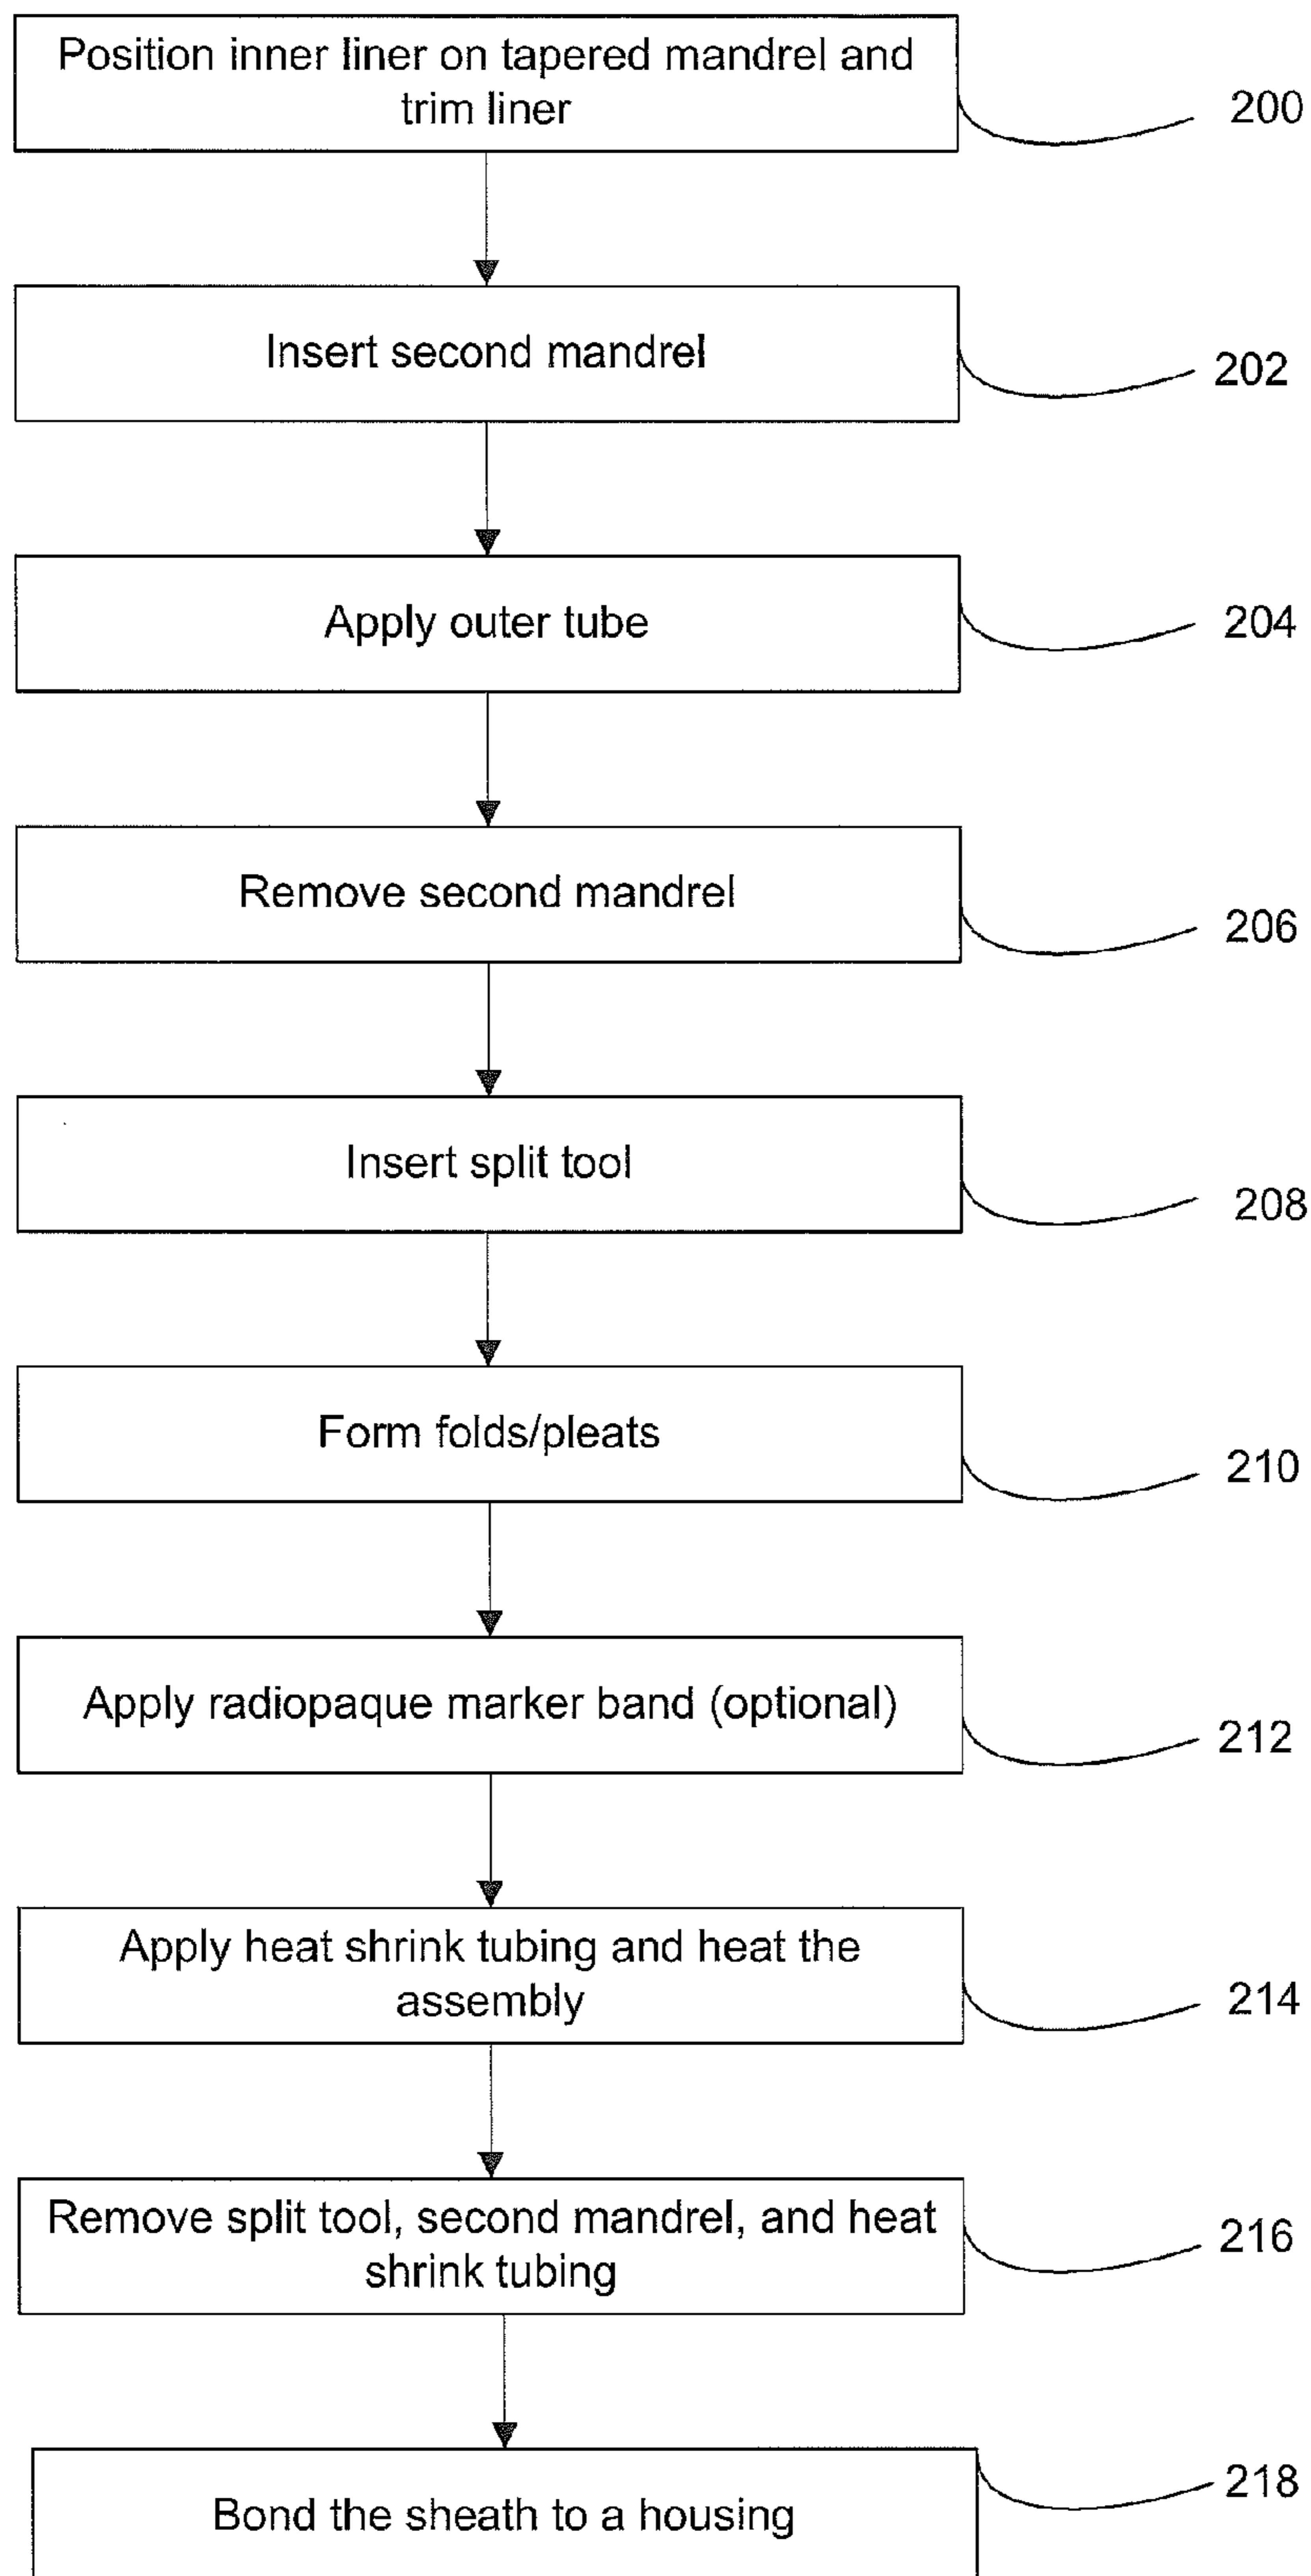 Position inner liner on tapered mandrel and
trim liner
200
Insert second mandrel
202
Apply outer tube
204
Remove second mandrel
206
Insert split tool
208
Form folds/pleats
210
Apply radiopaque marker band (optional)
212
Apply heat shrink tubing and heat the
assembly
214
Remove split tool, second mandrel, and heat
shrink tubing
216
Bond the sheath to a housing
218